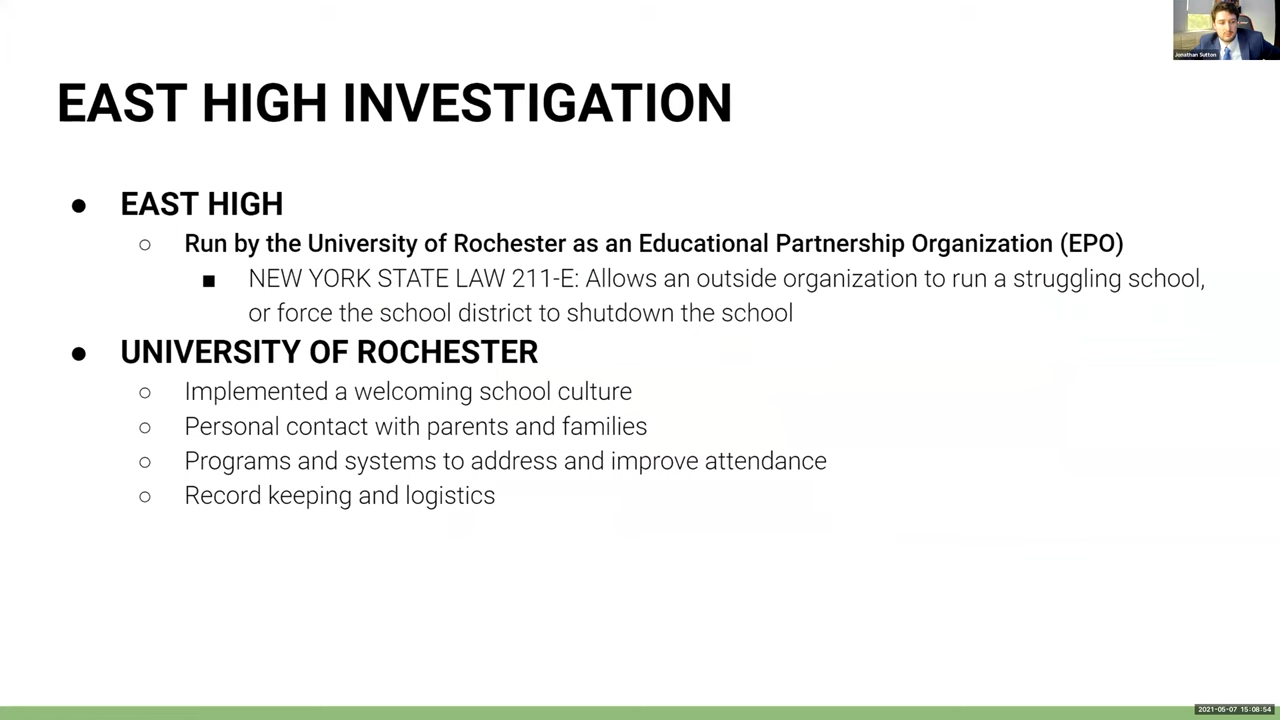 Jonathan Sutton
EAST HIGH INVESTIGATION
● EAST HIGH
○ Run by the University of Rochester as an Educational Partnership Organization (EPO)
■ NEW YORK STATE LAW 211-E: Allows an outside organization to run a struggling school,
or force the school district to shutdown the school
● UNIVERSITY OF ROCHESTER
○ Implemented a welcoming school culture
○ Personal contact with parents and families
○ Programs and systems to address and improve attendance
○ Record keeping and logistics
2021-05-07 15:08:54